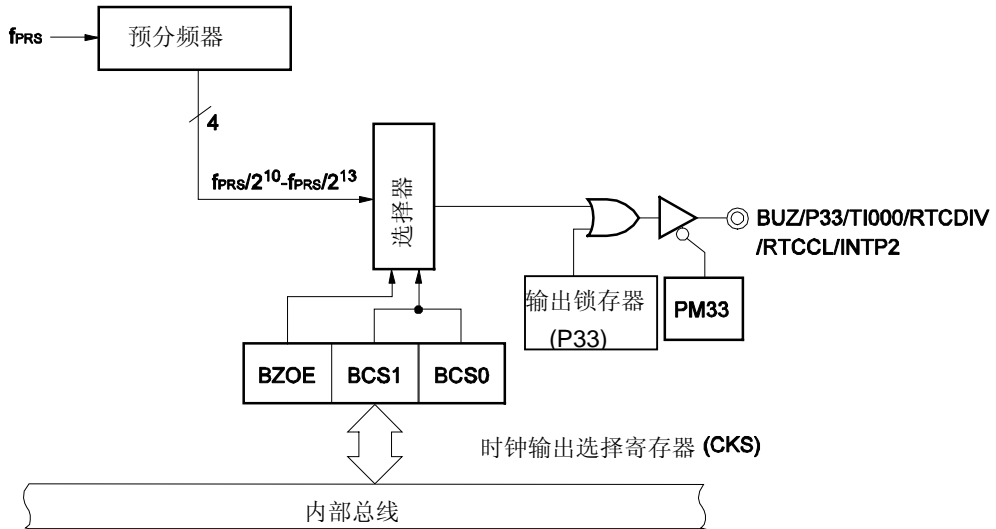 fPRS
预分频器
4
fPRS/2¹⁰-fPRS/2¹³
选择器
BUZ/P33/TI000/RTCDIV
/RTCCL/INTP2
输出锁存器
(P33)
PM33
BZOE BCS1 BCS0
时钟输出选择寄存器 (CKS)
内部总线